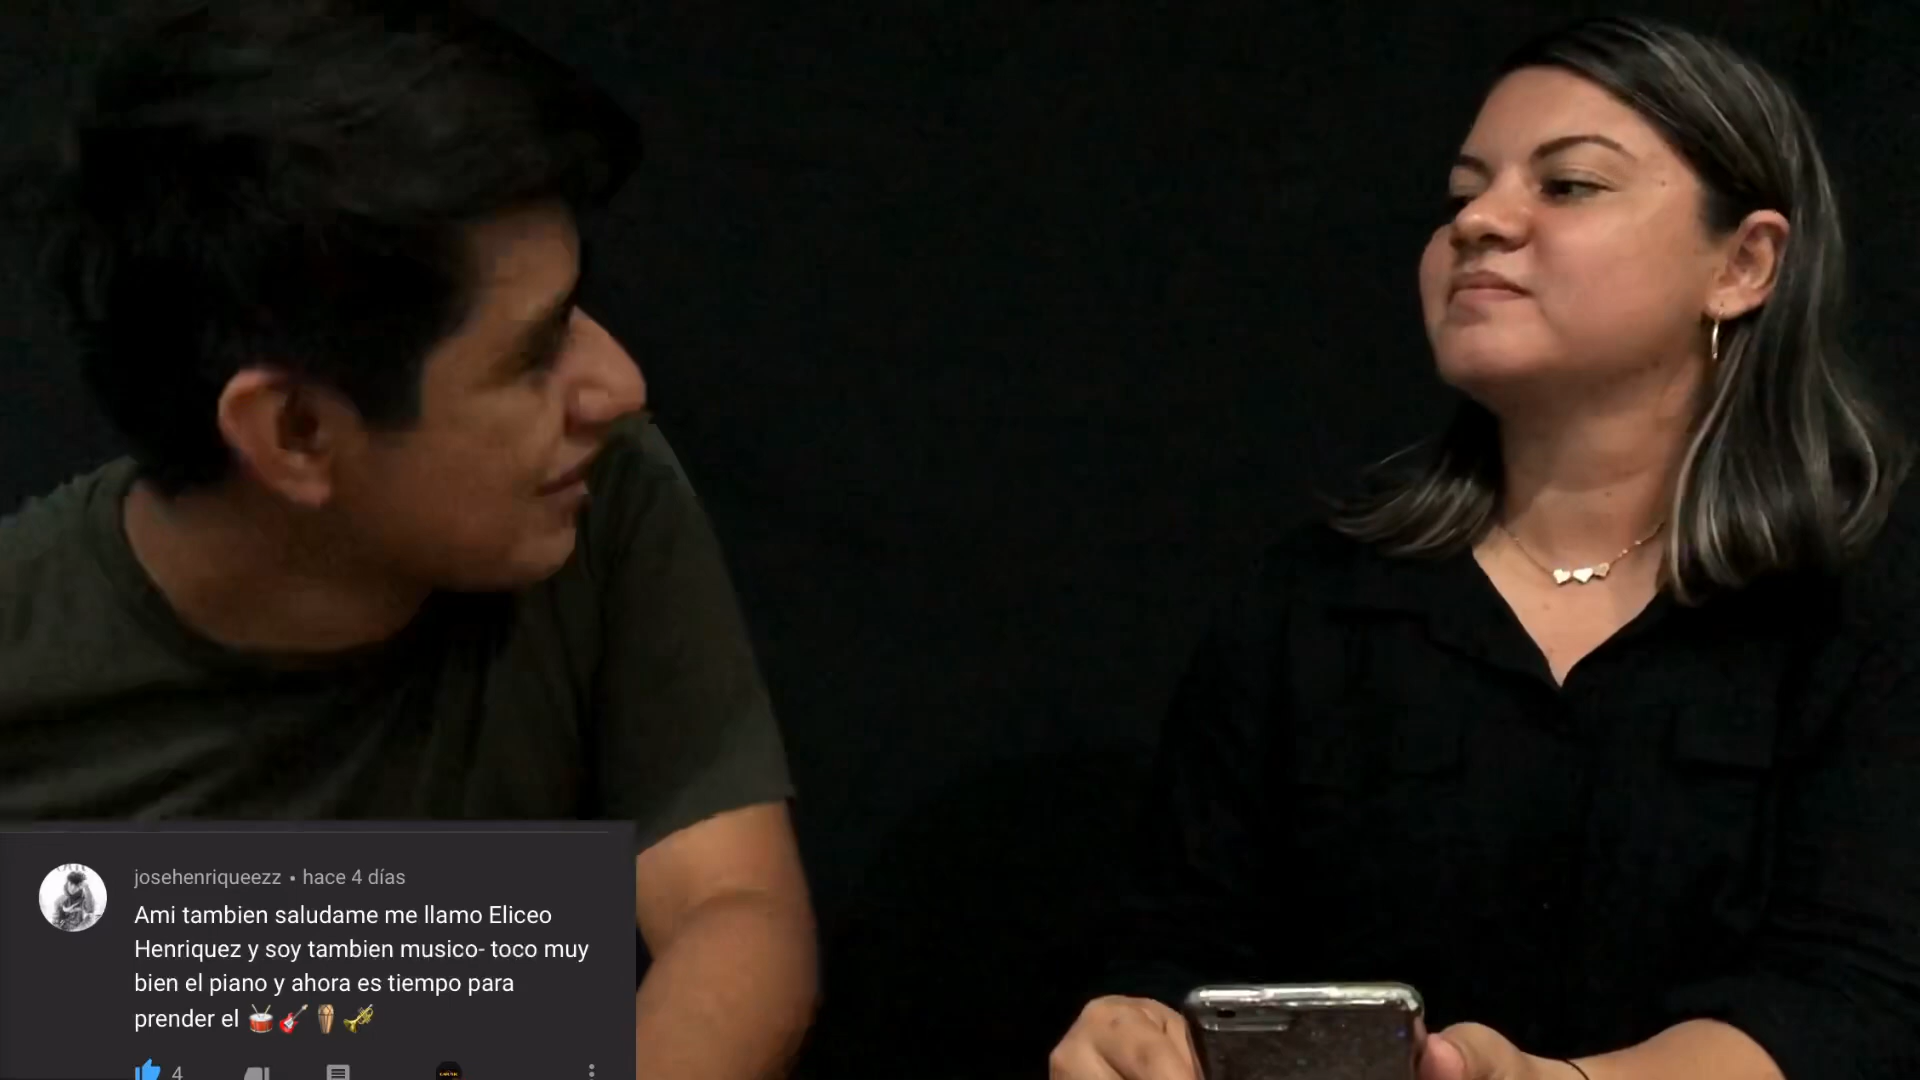 josehenriqueezz • hace 4 días
Ami tambien saludame me llamo Eliceo
Henriquez y soy tambien musico- toco muy
bien el piano y ahora es tiempo para
prender el 🥁🎸🪘🎺
4